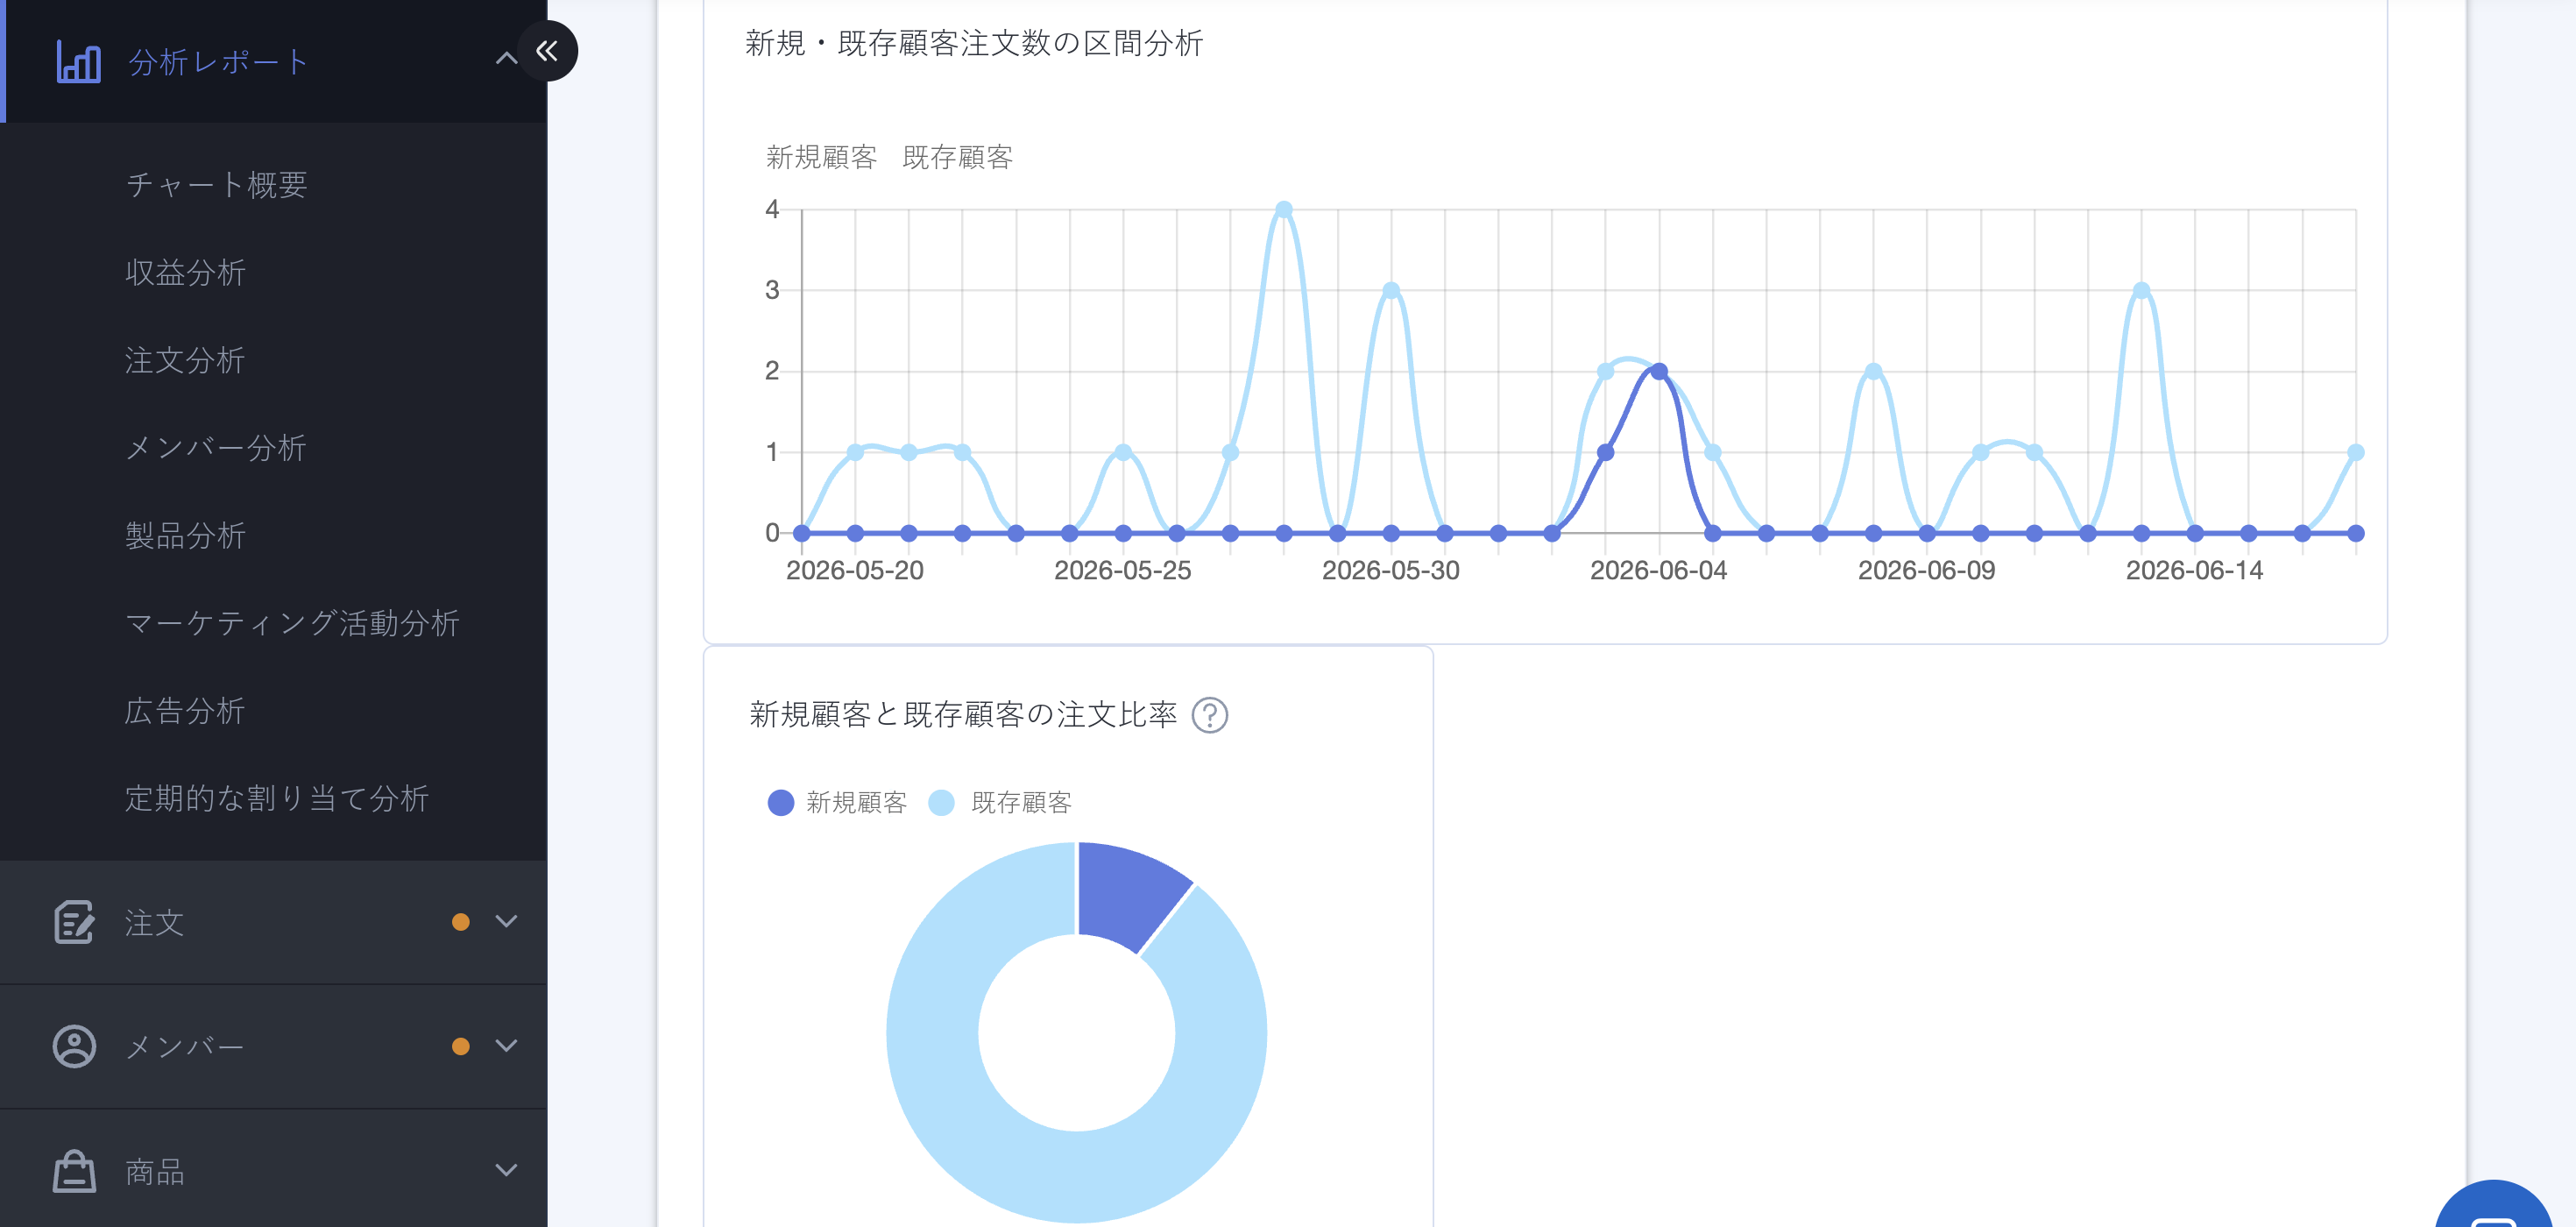 分析レポート
チャート概要
収益分析
注文分析
メンバー分析
製品分析
マーケティング活動分析
広告分析
定期的な割り当て分析
注文
メンバー
商品
新規・既存顧客注文数の区間分析
新規顧客 既存顧客
4
3
2
1
0
2026-05-20 2026-05-25 2026-05-30 2026-06-04 2026-06-09 2026-06-14
新規顧客と既存顧客の注文比率 ?
新規顧客 既存顧客